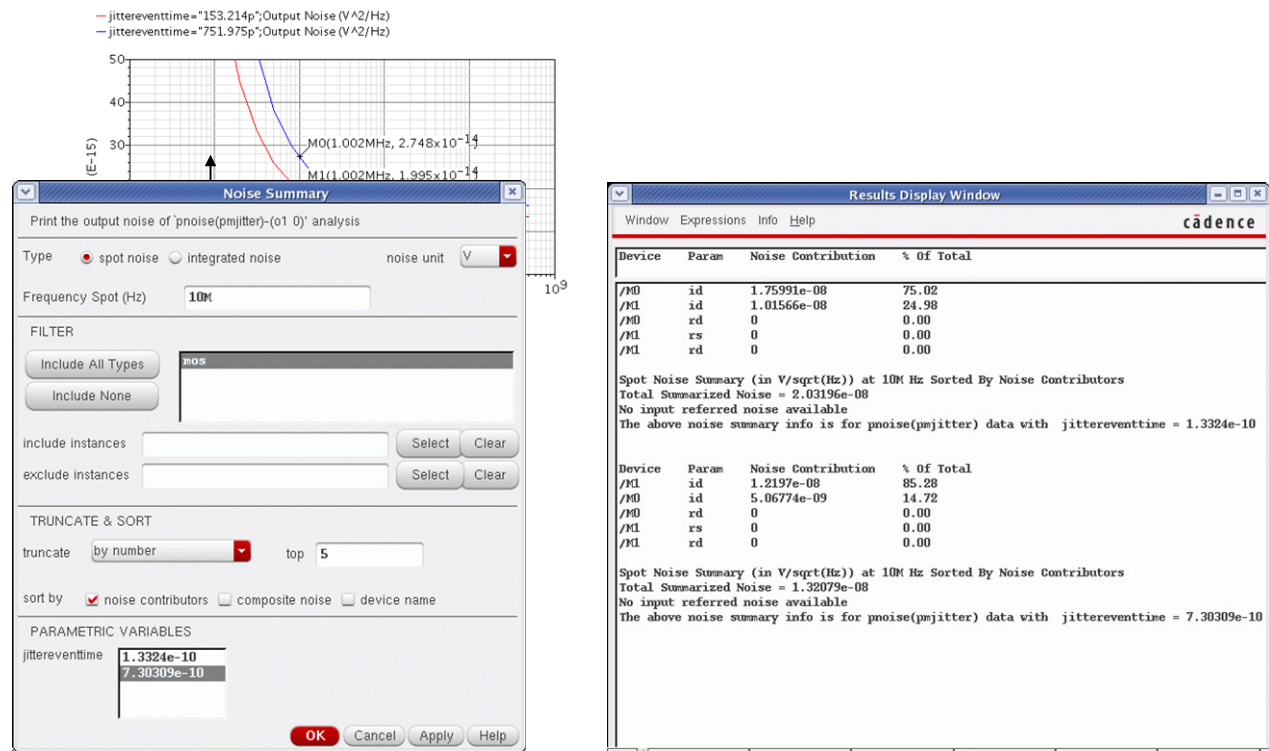 jittereventtime="153.214p";Output Noise (V^2/Hz)
jittereventtime="751.975p";Output Noise (V^2/Hz)
50
40
30
(E-15)
M0(1.002MHz, 2.748x10-14)
M1(1.002MHz, 1.995x10-14)
10^9
Noise Summary
Print the output noise of `pnoise(pmjitter)-(o1 0)' analysis
Type spot noise integrated noise noise unit V
Frequency Spot (Hz) 10M
FILTER
Include All Types
mos
Include None
include instances Select Clear
exclude instances Select Clear
TRUNCATE & SORT
truncate by number top 5
sort by noise contributors composite noise device name
PARAMETRIC VARIABLES
jittereventtime 1.3324e-10
7.30309e-10
OK Cancel Apply Help
Results Display Window
Window Expressions Info Help cādence
Device Param Noise Contribution % Of Total
/M0 id 1.75991e-08 75.02
/M1 id 1.01566e-08 24.98
/M0 rd 0 0.00
/M1 rs 0 0.00
/M1 rd 0 0.00
Spot Noise Summary (in V/sqrt(Hz)) at 10M Hz Sorted By Noise Contributors
Total Summarized Noise = 2.03196e-08
No input referred noise available
The above noise summary info is for pnoise(pmjitter) data with jittereventtime = 1.3324e-10
Device Param Noise Contribution % Of Total
/M1 id 1.2197e-08 85.28
/M0 id 5.06774e-09 14.72
/M0 rd 0 0.00
/M1 rs 0 0.00
/M1 rd 0 0.00
Spot Noise Summary (in V/sqrt(Hz)) at 10M Hz Sorted By Noise Contributors
Total Summarized Noise = 1.32079e-08
No input referred noise available
The above noise summary info is for pnoise(pmjitter) data with jittereventtime = 7.30309e-10